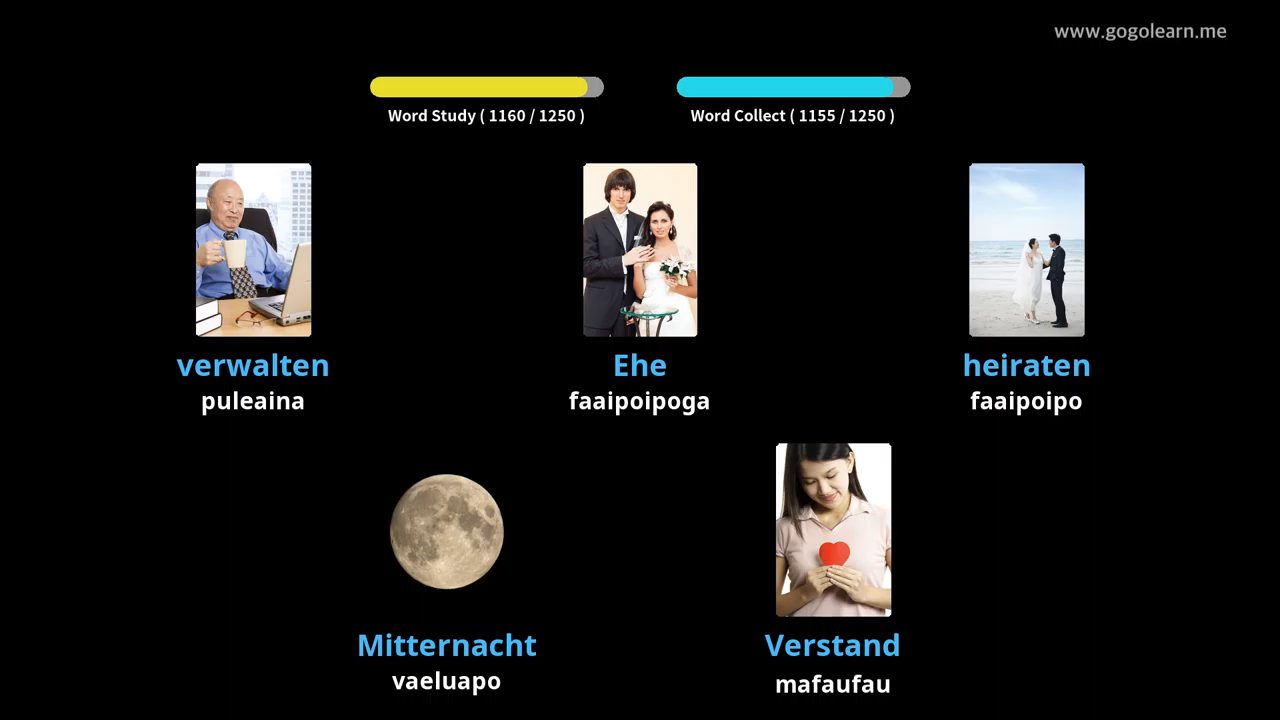 www.gogolearn.me
Word Study ( 1160 / 1250 )
Word Collect ( 1155 / 1250 )
verwalten
puleaina
Ehe
faaipoipoga
heiraten
faaipoipo
Mitternacht
vaeluapo
Verstand
mafaufau